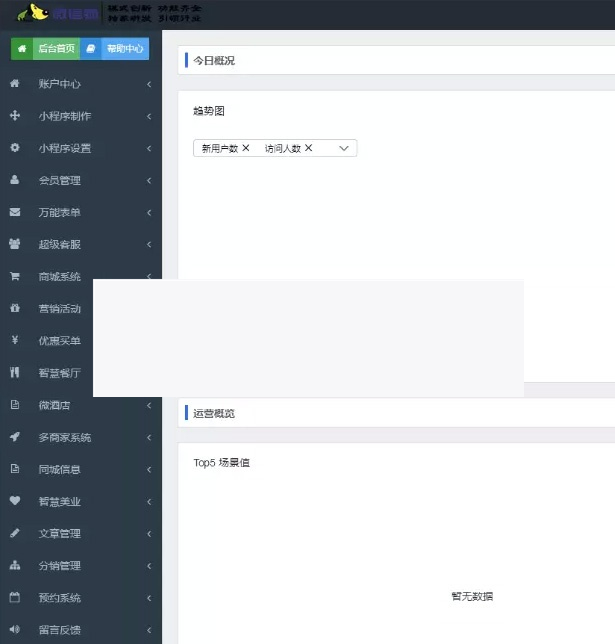 微信霸
模式创新 功能齐全
独家研发 引领行业
后台首页 帮助中心
账户中心
小程序制作
小程序设置
会员管理
万能表单
超级客服
商城系统
营销活动
优惠买单
智慧餐厅
微酒店
多商家系统
同城信息
智慧美业
文章管理
分销管理
预约系统
留言反馈
今日概况
趋势图
新用户数 访问人数
运营概览
Top5 场景值
暂无数据